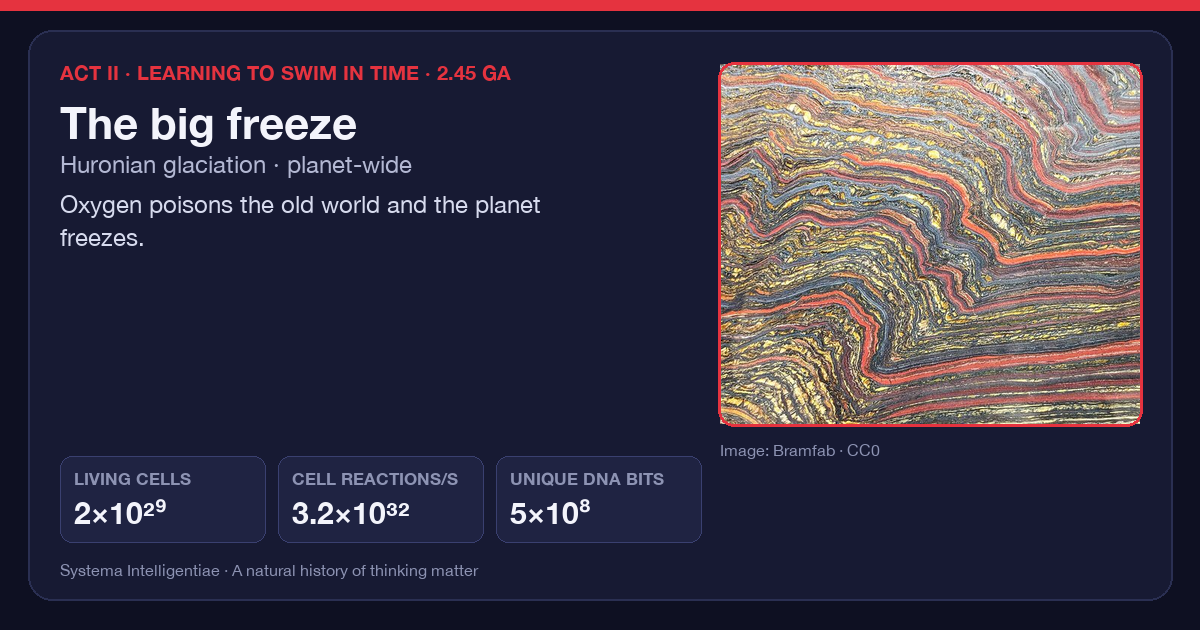 ACT II · LEARNING TO SWIM IN TIME · 2.45 GA
The big freeze
Huronian glaciation · planet-wide
Oxygen poisons the old world and the planet
freezes.
Image: Bramfab · CC0
LIVING CELLS
2×10²⁹
CELL REACTIONS/S
3.2×10³²
UNIQUE DNA BITS
5×10⁸
Systema Intelligentiae · A natural history of thinking matter